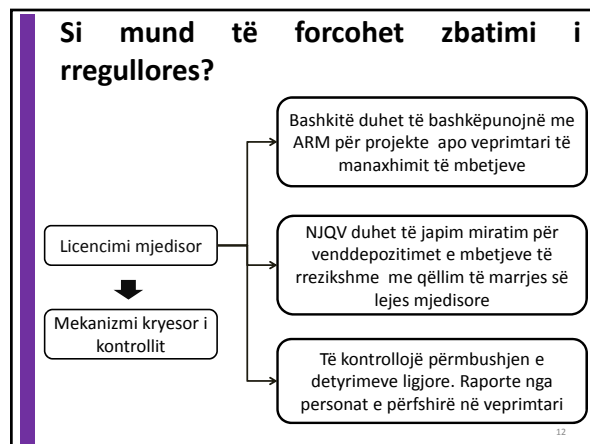 Si mund të forcohet zbatimi i
rregullores?
Bashkitë duhet të bashkëpunojnë me
ARM për projekte apo veprimtari të
manaxhimit të mbetjeve
Licencimi mjedisor
NJQV duhet të japim miratim për
venddepozitimet e mbetjeve të
rrezikshme me qëllim të marrjes së
lejes mjedisore
Mekanizmi kryesor i
kontrollit
Të kontrollojë përmbushjen e
detyrimeve ligjore. Raporte nga
personat e përfshirë në veprimtari
12